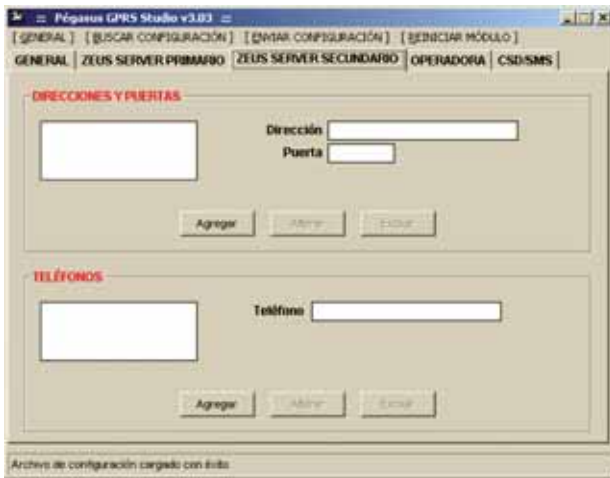 :: Pégasus GPRS Studio v3.03 ::
[ GENERAL ] [ BUSCAR CONFIGURACIÓN ] [ ENVIAR CONFIGURACIÓN ] [ REINICIAR MÓDULO ]
GENERAL ZEUS SERVER PRIMARIO ZEUS SERVER SECUNDARIO OPERADORA CSD/SMS
DIRECCIONES Y PUERTAS
Dirección
Puerta
Agregar Alterar Excluir
TELÉFONOS
Teléfono
Agregar Alterar Excluir
Archivo de configuración cargado con éxito